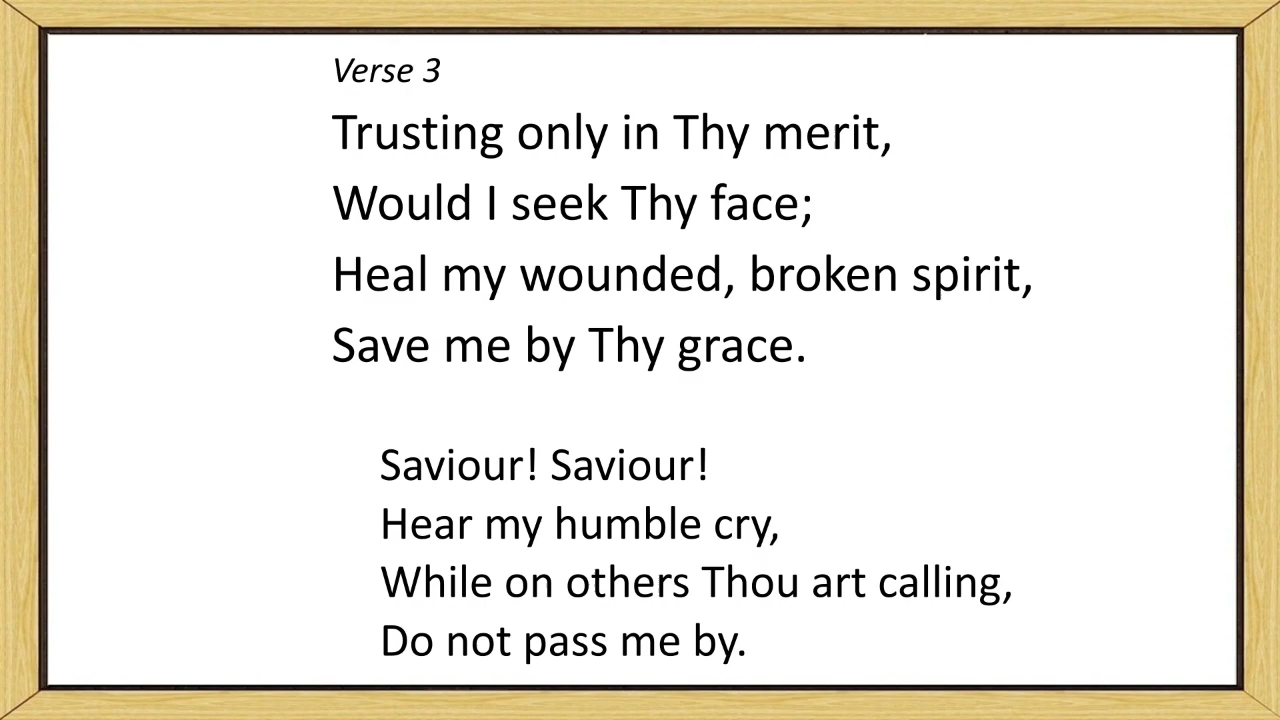 Verse 3
Trusting only in Thy merit,
Would I seek Thy face;
Heal my wounded, broken spirit,
Save me by Thy grace.
Saviour! Saviour!
Hear my humble cry,
While on others Thou art calling,
Do not pass me by.